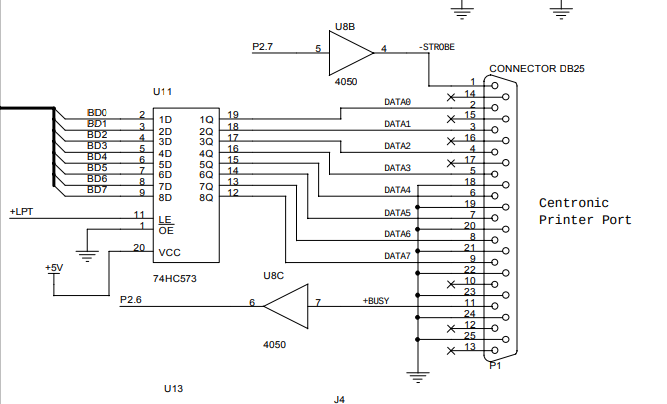 U8B
P2.7 5 4 -STROBE
4050
CONNECTOR DB25
U11
BD0 2 1D 1Q 19 DATA0
BD1 3 2D 2Q 18 DATA1
BD2 4 3D 3Q 17 DATA2
BD3 5 4D 4Q 16 DATA3
BD4 6 5D 5Q 15 DATA4
BD5 7 6D 6Q 14 DATA5
BD6 8 7D 7Q 13 DATA6
BD7 9 8D 8Q 12 DATA7
+LPT 11 LE
1 OE
20 VCC
+5V
74HC573
U8C
P2.6 6 7 +BUSY
4050
1
14
2
15
3
16
4
17
5
18
6
19
7
20
8
21
9
22
10
23
11
24
12
25
13
P1
Centronic
Printer Port
U13
J4